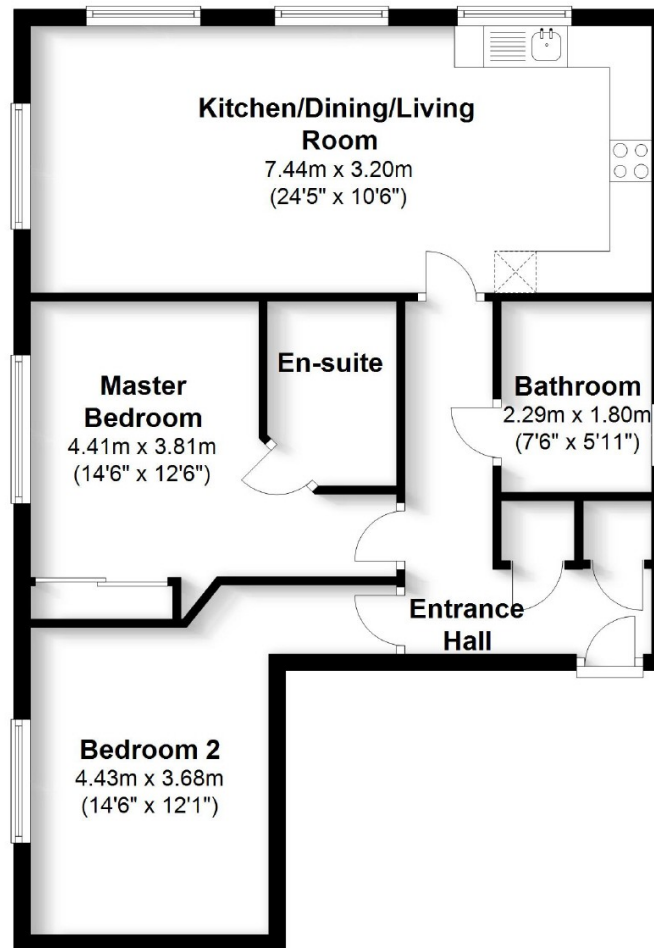 Kitchen/Dining/Living
Room
7.44m x 3.20m
(24'5" x 10'6")
En-suite
Master
Bedroom
4.41m x 3.81m
(14'6" x 12'6")
Bathroom
2.29m x 1.80m
(7'6" x 5'11")
Entrance
Hall
Bedroom 2
4.43m x 3.68m
(14'6" x 12'1")